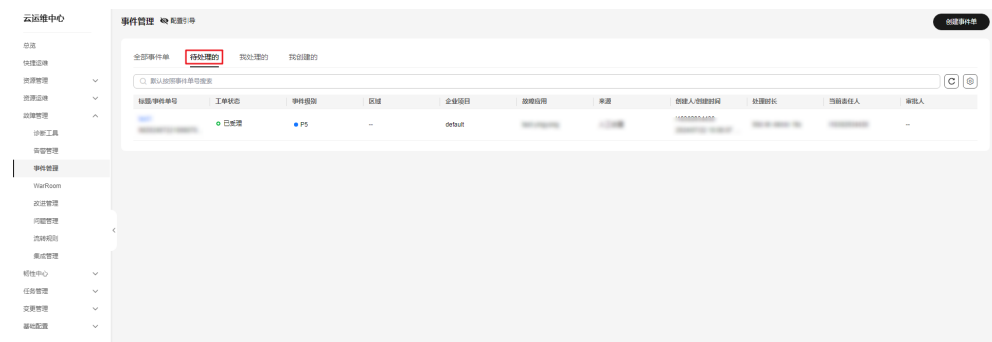 云运维中心
总览
快速运维
资源管理
资源运维
故障管理
诊断工具
告警管理
事件管理
WarRoom
改进管理
问题管理
流转规则
集成管理
韧性中心
任务管理
变更管理
基础配置
事件管理 配置引导
创建事件单
全部事件单 待处理的 我处理的 我创建的
默认按照事件单号搜索
标题/事件单号 工单状态 事件级别 区域 企业项目 故障应用 来源 创建人/创建时间 处理时长 当前责任人 审批人
已受理 P5 -- default --